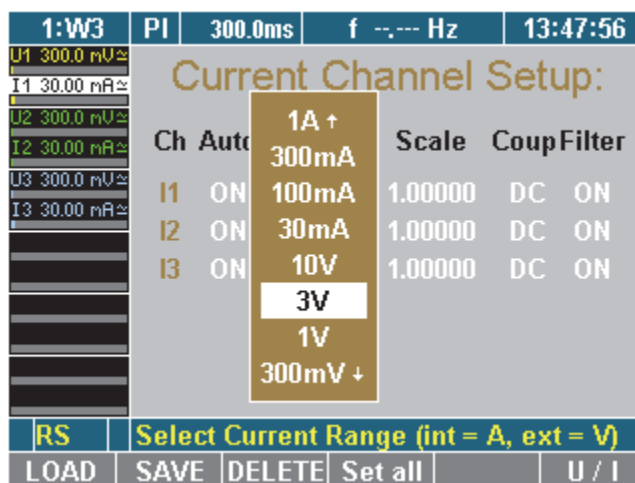 1:W3 PI 300.0ms f --.--- Hz 13:47:56
U1 300.0 mV≃
I1 30.00 mA≃
U2 300.0 mV≃
I2 30.00 mA≃
U3 300.0 mV≃
I3 30.00 mA≃
Current Channel Setup:
Ch Auto Scale Coup Filter
I1 ON 1.00000 DC ON
I2 ON 1.00000 DC ON
I3 ON 1.00000 DC ON
1A ↑
300mA
100mA
30mA
10V
3V
1V
300mV ↓
RS Select Current Range (int = A, ext = V)
LOAD SAVE DELETE Set all U / I